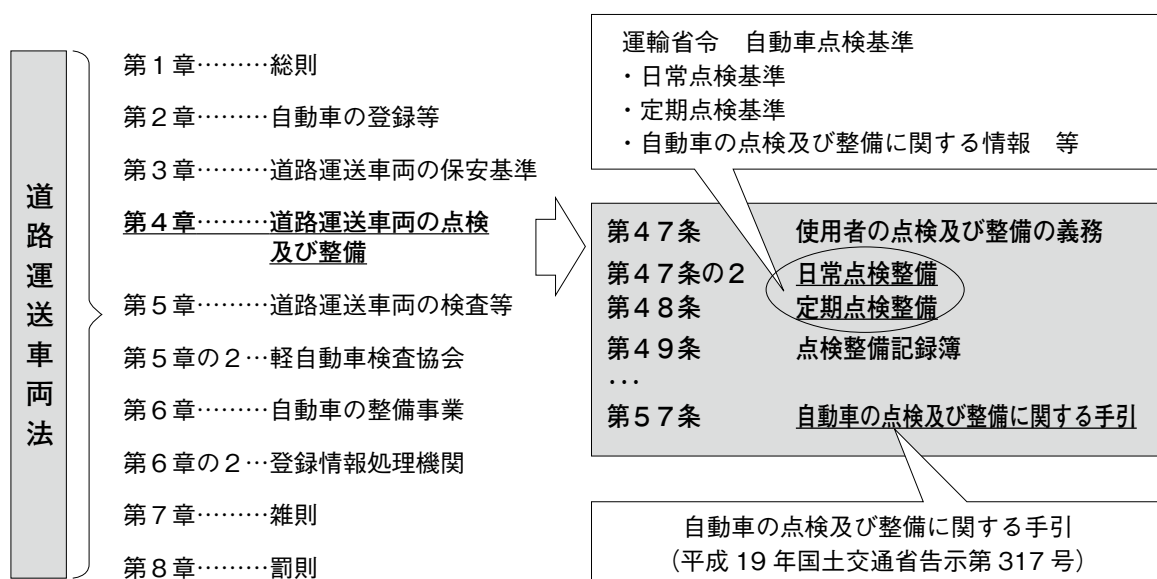 道路運送車両法
第1章………総則
第2章………自動車の登録等
第3章………道路運送車両の保安基準
第4章………道路運送車両の点検
及び整備
第5章………道路運送車両の検査等
第5章の2…軽自動車検査協会
第6章………自動車の整備事業
第6章の2…登録情報処理機関
第7章………雑則
第8章………罰則
運輸省令　自動車点検基準
・日常点検基準
・定期点検基準
・自動車の点検及び整備に関する情報　等
第47条　使用者の点検及び整備の義務
第47条の2　日常点検整備
第48条　定期点検整備
第49条　点検整備記録簿
･･･
第57条　自動車の点検及び整備に関する手引
自動車の点検及び整備に関する手引
（平成 19 年国土交通省告示第 317 号）